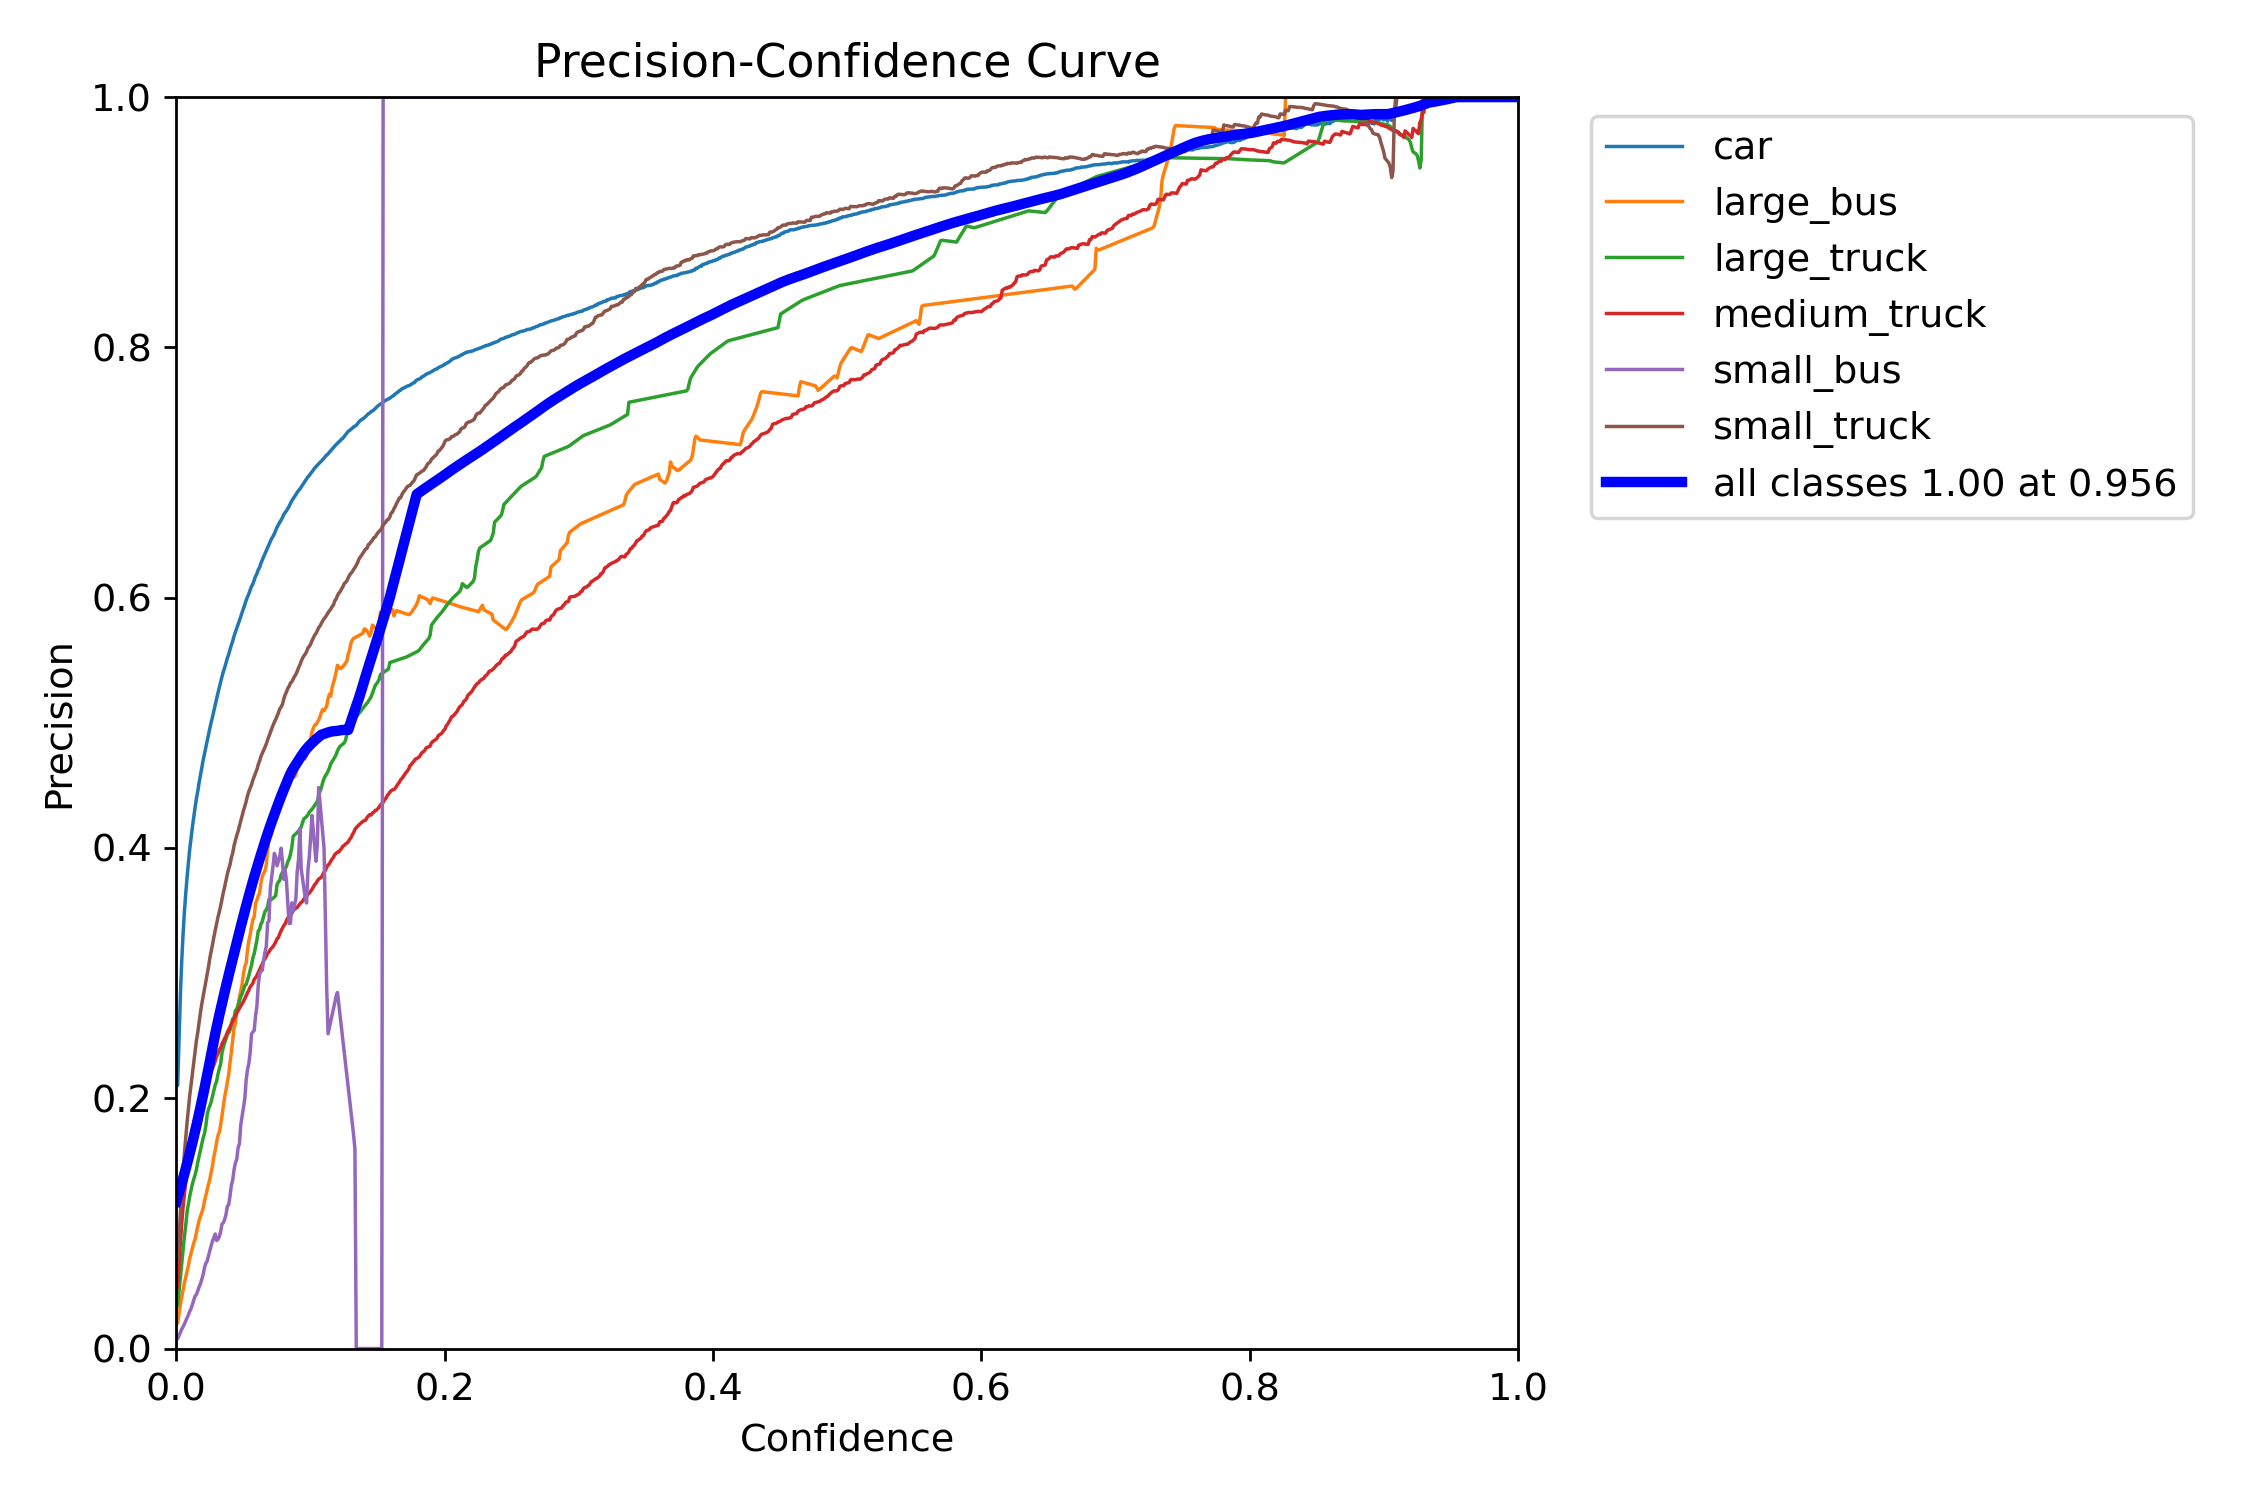 Precision-Confidence Curve
1.0
0.8
0.6
0.4
0.2
0.0
Precision
0.0 0.2 0.4 0.6 0.8 1.0
Confidence
car
large_bus
large_truck
medium_truck
small_bus
small_truck
all classes 1.00 at 0.956